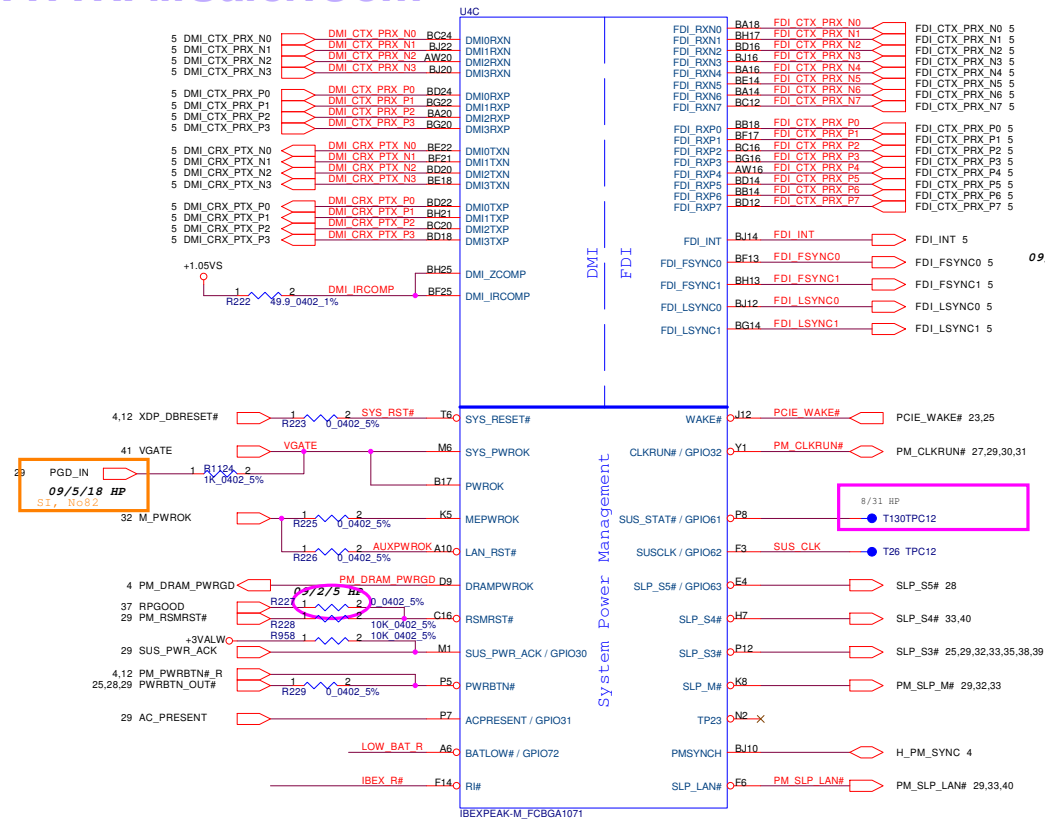 U4C
5 DMI_CTX_PRX_N0 DMI_CTX_PRX_N0 BC24 DMI0RXN
5 DMI_CTX_PRX_N1 DMI_CTX_PRX_N1 BJ22 DMI1RXN
5 DMI_CTX_PRX_N2 DMI_CTX_PRX_N2 AW20 DMI2RXN
5 DMI_CTX_PRX_N3 DMI_CTX_PRX_N3 BJ20 DMI3RXN
5 DMI_CTX_PRX_P0 DMI_CTX_PRX_P0 BD24 DMI0RXP
5 DMI_CTX_PRX_P1 DMI_CTX_PRX_P1 BG22 DMI1RXP
5 DMI_CTX_PRX_P2 DMI_CTX_PRX_P2 BA20 DMI2RXP
5 DMI_CTX_PRX_P3 DMI_CTX_PRX_P3 BG20 DMI3RXP
5 DMI_CRX_PTX_N0 DMI_CRX_PTX_N0 BE22 DMI0TXN
5 DMI_CRX_PTX_N1 DMI_CRX_PTX_N1 BF21 DMI1TXN
5 DMI_CRX_PTX_N2 DMI_CRX_PTX_N2 BD20 DMI2TXN
5 DMI_CRX_PTX_N3 DMI_CRX_PTX_N3 BE18 DMI3TXN
5 DMI_CRX_PTX_P0 DMI_CRX_PTX_P0 BD22 DMI0TXP
5 DMI_CRX_PTX_P1 DMI_CRX_PTX_P1 BH21 DMI1TXP
5 DMI_CRX_PTX_P2 DMI_CRX_PTX_P2 BC20 DMI2TXP
5 DMI_CRX_PTX_P3 DMI_CRX_PTX_P3 BD18 DMI3TXP
+1.05VS
BH25 DMI_ZCOMP
1 2 DMI_IRCOMP BF25 DMI_IRCOMP
R222 49.9_0402_1%
DMI
FDI
FDI_RXN0 BA18 FDI_CTX_PRX_N0 FDI_CTX_PRX_N0 5
FDI_RXN1 BH17 FDI_CTX_PRX_N1 FDI_CTX_PRX_N1 5
FDI_RXN2 BD16 FDI_CTX_PRX_N2 FDI_CTX_PRX_N2 5
FDI_RXN3 BJ16 FDI_CTX_PRX_N3 FDI_CTX_PRX_N3 5
FDI_RXN4 BA16 FDI_CTX_PRX_N4 FDI_CTX_PRX_N4 5
FDI_RXN5 BE14 FDI_CTX_PRX_N5 FDI_CTX_PRX_N5 5
FDI_RXN6 BA14 FDI_CTX_PRX_N6 FDI_CTX_PRX_N6 5
FDI_RXN7 BC12 FDI_CTX_PRX_N7 FDI_CTX_PRX_N7 5
FDI_RXP0 BB18 FDI_CTX_PRX_P0 FDI_CTX_PRX_P0 5
FDI_RXP1 BF17 FDI_CTX_PRX_P1 FDI_CTX_PRX_P1 5
FDI_RXP2 BC16 FDI_CTX_PRX_P2 FDI_CTX_PRX_P2 5
FDI_RXP3 BG16 FDI_CTX_PRX_P3 FDI_CTX_PRX_P3 5
FDI_RXP4 AW16 FDI_CTX_PRX_P4 FDI_CTX_PRX_P4 5
FDI_RXP5 BD14 FDI_CTX_PRX_P5 FDI_CTX_PRX_P5 5
FDI_RXP6 BB14 FDI_CTX_PRX_P6 FDI_CTX_PRX_P6 5
FDI_RXP7 BD12 FDI_CTX_PRX_P7 FDI_CTX_PRX_P7 5
FDI_INT BJ14 FDI_INT FDI_INT 5
FDI_FSYNC0 BF13 FDI_FSYNC0 FDI_FSYNC0 5
09
FDI_FSYNC1 BH13 FDI_FSYNC1 FDI_FSYNC1 5
FDI_LSYNC0 BJ12 FDI_LSYNC0 FDI_LSYNC0 5
FDI_LSYNC1 BG14 FDI_LSYNC1 FDI_LSYNC1 5
4,12 XDP_DBRESET# 1 2 SYS_RST# T6 SYS_RESET#
R223 0_0402_5%
41 VGATE VGATE M6 SYS_PWROK
29 PGD_IN 1 R1124 2
1K_0402_5%
09/5/18 HP
SI, No82
B17 PWROK
32 M_PWROK K5 MEPWROK
1 2
R225 0_0402_5%
1 2 AUXPWROK A10 LAN_RST#
R226 0_0402_5%
4 PM_DRAM_PWRGD PM_DRAM_PWRGD D9 DRAMPWROK
09/2/5 HP
37 RPGOOD R227 1 2 0_0402_5%
29 PM_RSMRST# 1 2 C16 RSMRST#
R228 10K_0402_5%
+3VALW R958 1 2 10K_0402_5%
29 SUS_PWR_ACK M1 SUS_PWR_ACK / GPIO30
4,12 PM_PWRBTN#_R
25,28,29 PWRBTN_OUT# 1 2 P5 PWRBTN#
R229 0_0402_5%
29 AC_PRESENT P7 ACPRESENT / GPIO31
LOW_BAT_R A6 BATLOW# / GPIO72
IBEX_R# F14 RI#
System Power Management
WAKE# J12 PCIE_WAKE# PCIE_WAKE# 23,25
CLKRUN# / GPIO32 Y1 PM_CLKRUN# PM_CLKRUN# 27,29,30,31
8/31 HP
SUS_STAT# / GPIO61 P8 T130TPC12
SUSCLK / GPIO62 F3 SUS_CLK T26 TPC12
SLP_S5# / GPIO63 E4 SLP_S5# 28
SLP_S4# H7 SLP_S4# 33,40
SLP_S3# P12 SLP_S3# 25,29,32,33,35,38,39
SLP_M# K8 PM_SLP_M# 29,32,33
TP23 N2
PMSYNCH BJ10 H_PM_SYNC 4
SLP_LAN# F6 PM_SLP_LAN# PM_SLP_LAN# 29,33,40
IBEXPEAK-M_FCBGA1071